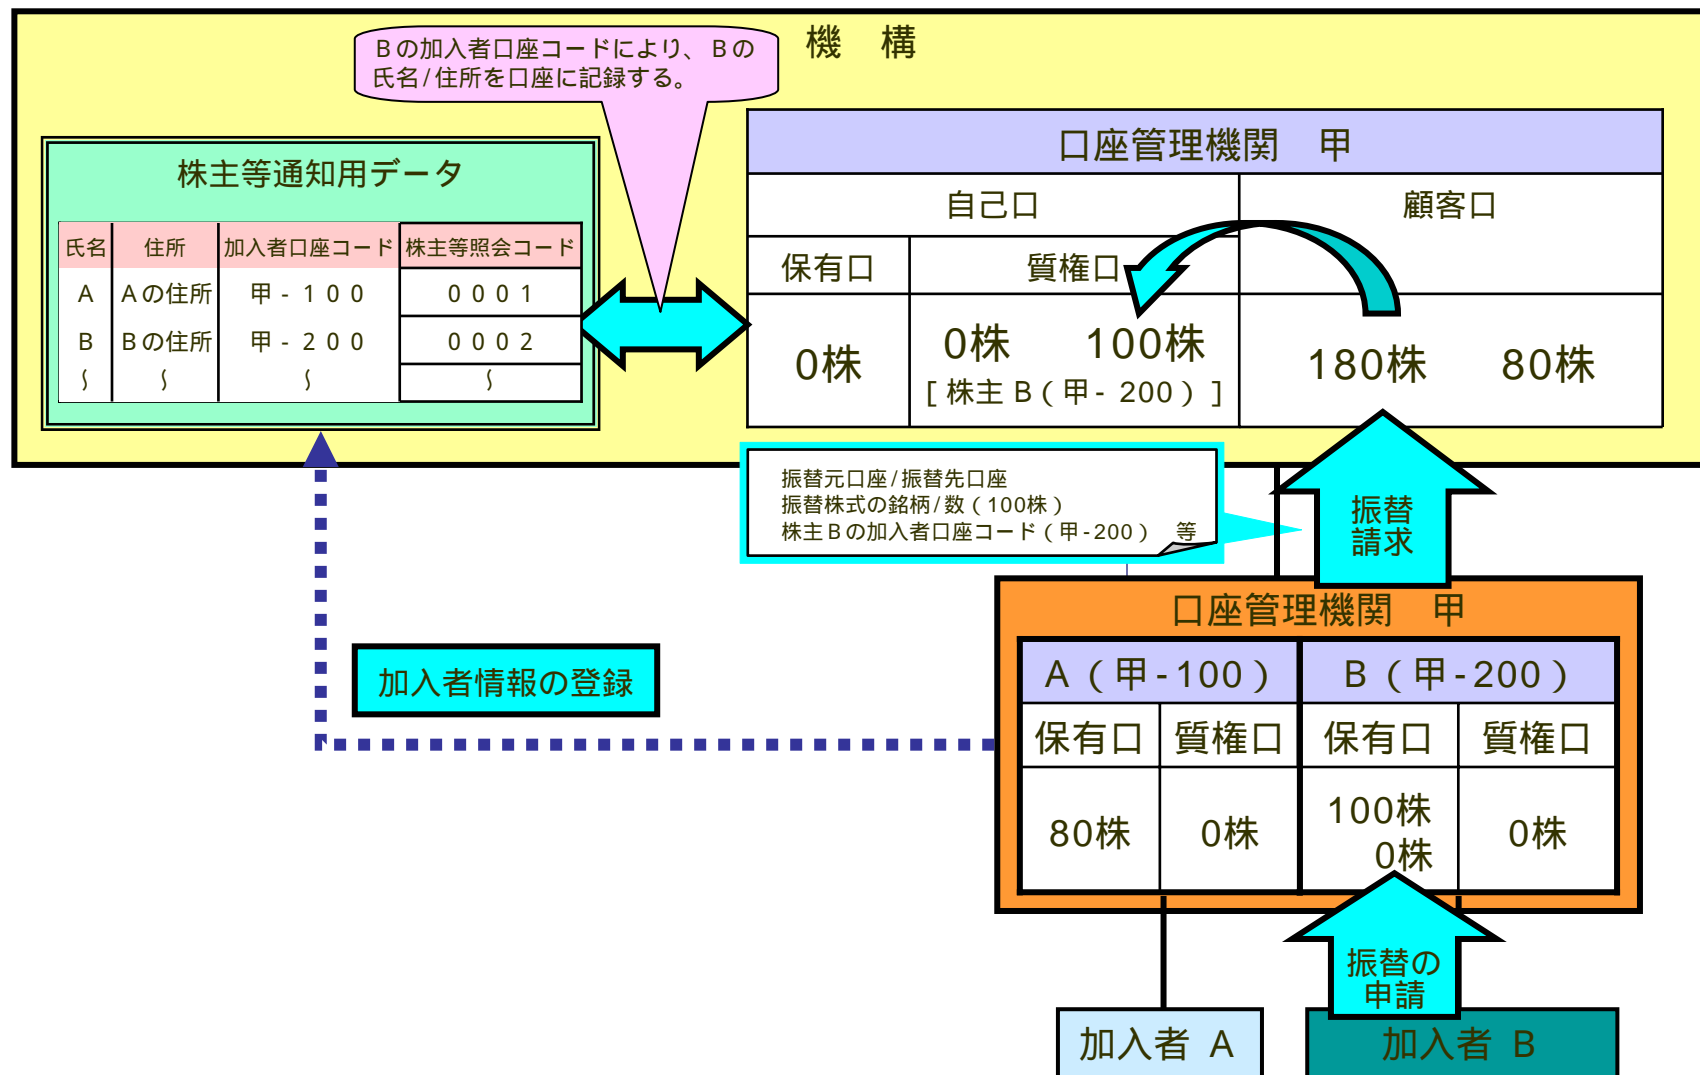 機　構
Ｂの加入者口座コードにより、Ｂの
氏名/住所を口座に記録する。
株主等通知用データ
氏名 住所 加入者口座コード 株主等照会コード
A Aの住所 甲-100 0001
B Bの住所 甲-200 0002
～ ～ ～ ～
口座管理機関　甲
自己口 顧客口
保有口 質権口
0株 0株 100株 180株 80株
[株主B（甲-200）]
振替元口座/振替先口座
振替株式の銘柄/数（100株）
株主Ｂの加入者口座コード（甲-200）　等
振替
請求
加入者情報の登録
口座管理機関　甲
A（甲-100） B（甲-200）
保有口 質権口 保有口 質権口
80株 0株 100株 0株
0株
振替の
申請
加入者 A 加入者 B